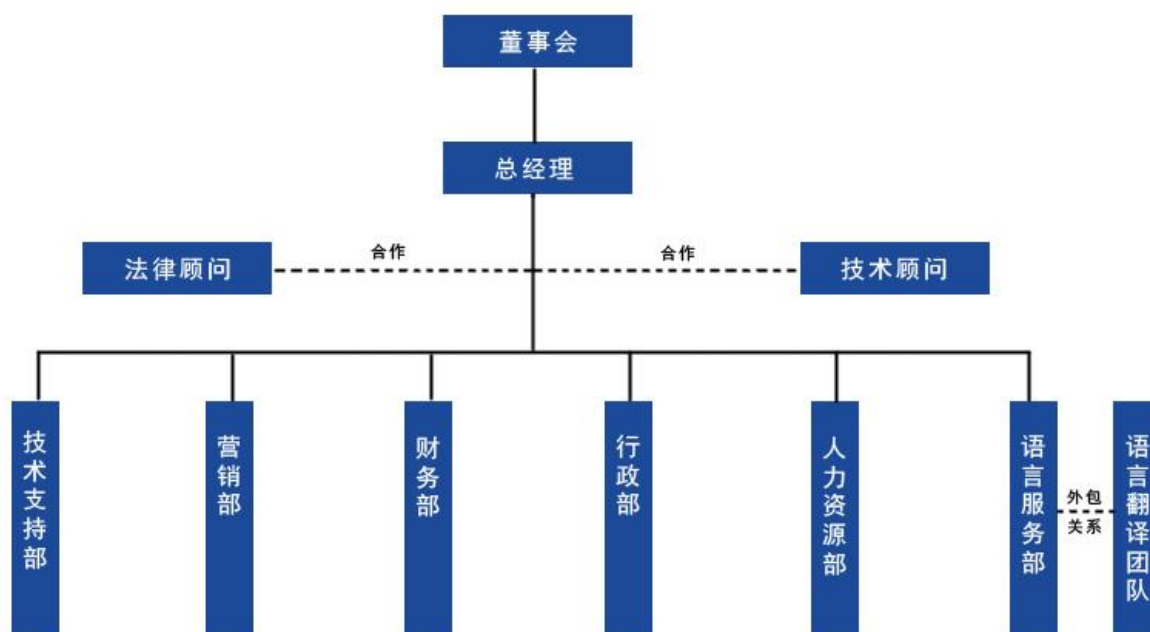 董事会
总经理
合作
合作
法律顾问
技术顾问
技术支持部
营销部
财务部
行政部
人力资源部
语言服务部
外包
关系
语言翻译团队